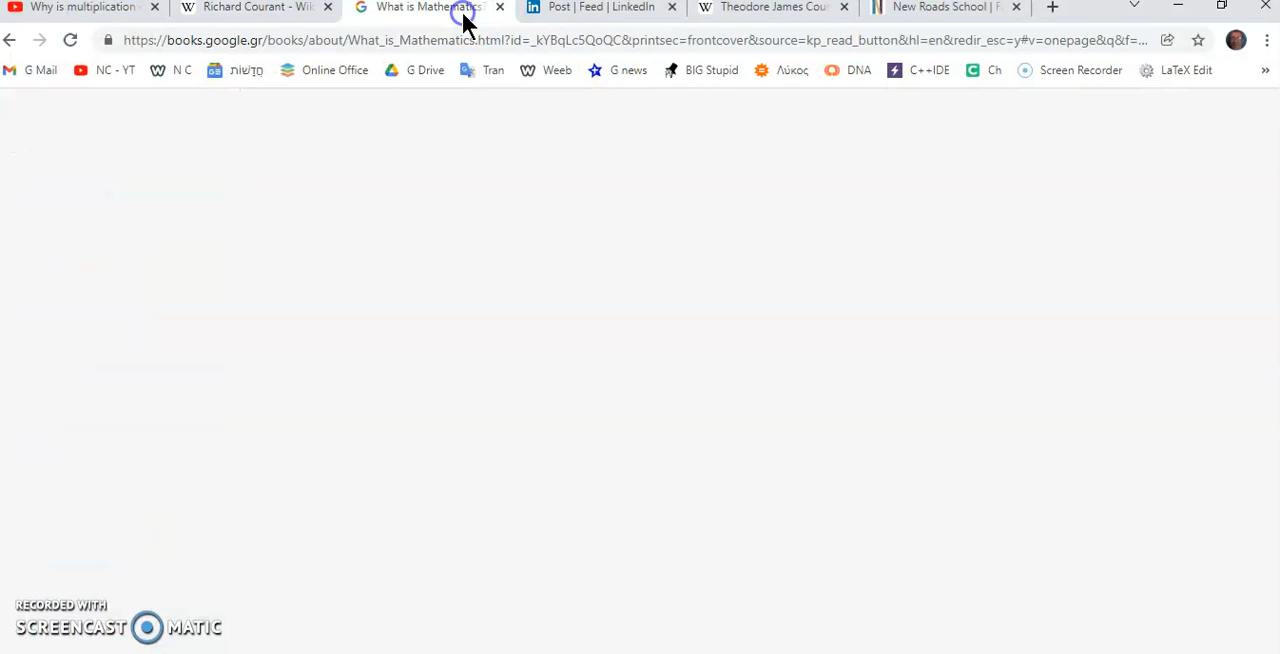 Why is multiplication
Richard Courant - Wik
What is Mathematics
Post | Feed | LinkedIn
Theodore James Cour
New Roads School | F
https://books.google.gr/books/about/What_is_Mathematics.html?id=_kYBqLc5QoQC&printsec=frontcover&source=kp_read_button&hl=en&redir_esc=y#v=onepage&q&f=...
G Mail
NC - YT
N C
חֲדָשׁוֹת
Online Office
G Drive
Tran
Weeb
G news
BIG Stupid
Λύκος
DNA
C++IDE
Ch
Screen Recorder
LaTeX Edit
»
RECORDED WITH
SCREENCAST MATIC